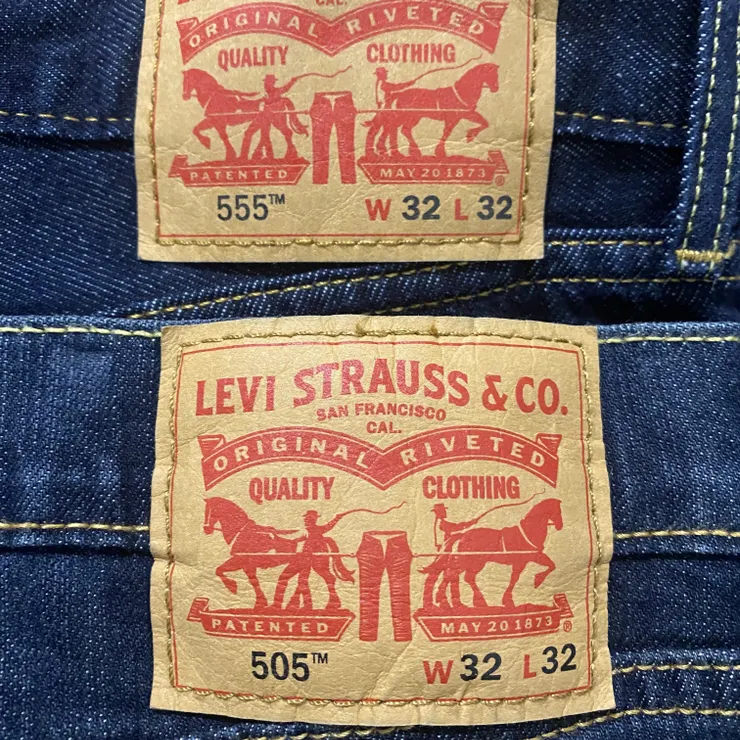 CAL.
ORIGINAL RIVETED
QUALITY CLOTHING
PATENTED MAY 20 1873 ®
555™ W 32 L 32
LEVI STRAUSS & CO.
SAN FRANCISCO
CAL.
ORIGINAL RIVETED
QUALITY CLOTHING
PATENTED MAY 20 1873 ®
505™ W 32 L 32